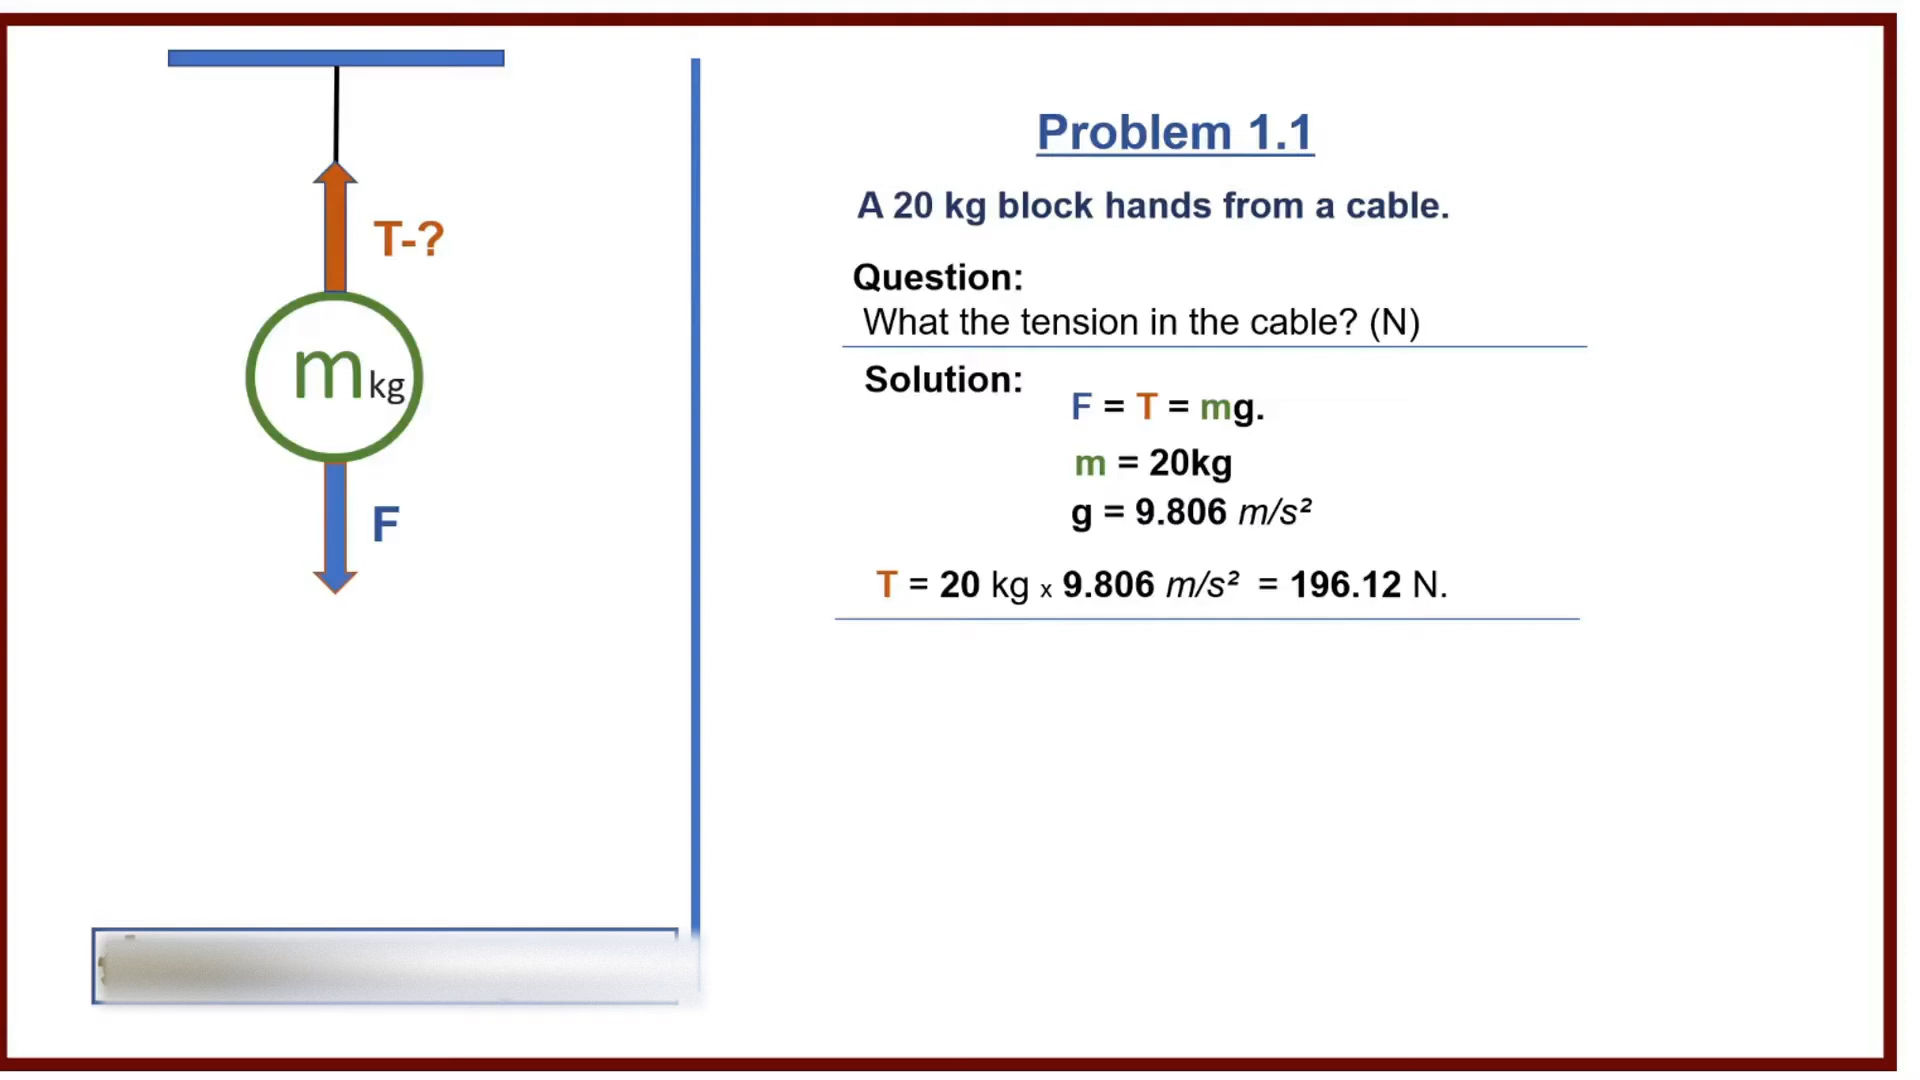 T-?
m kg
F
Problem 1.1
A 20 kg block hands from a cable.
Question:
What the tension in the cable? (N)
Solution:
F = T = mg.
m = 20kg
g = 9.806 m/s²
T = 20 kg x 9.806 m/s² = 196.12 N.